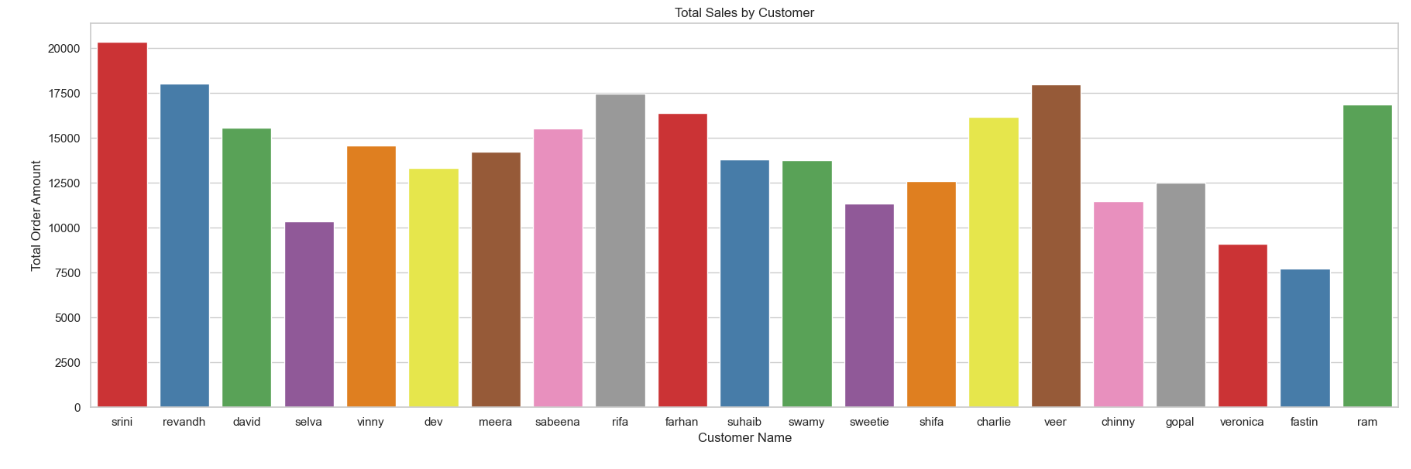 Total Sales by Customer
Total Order Amount
20000
17500
15000
12500
10000
7500
5000
2500
0
srini revandh david selva vinny dev meera sabeena rifa farhan suhaib swamy sweetie shifa charlie veer chinny gopal veronica fastin ram
Customer Name